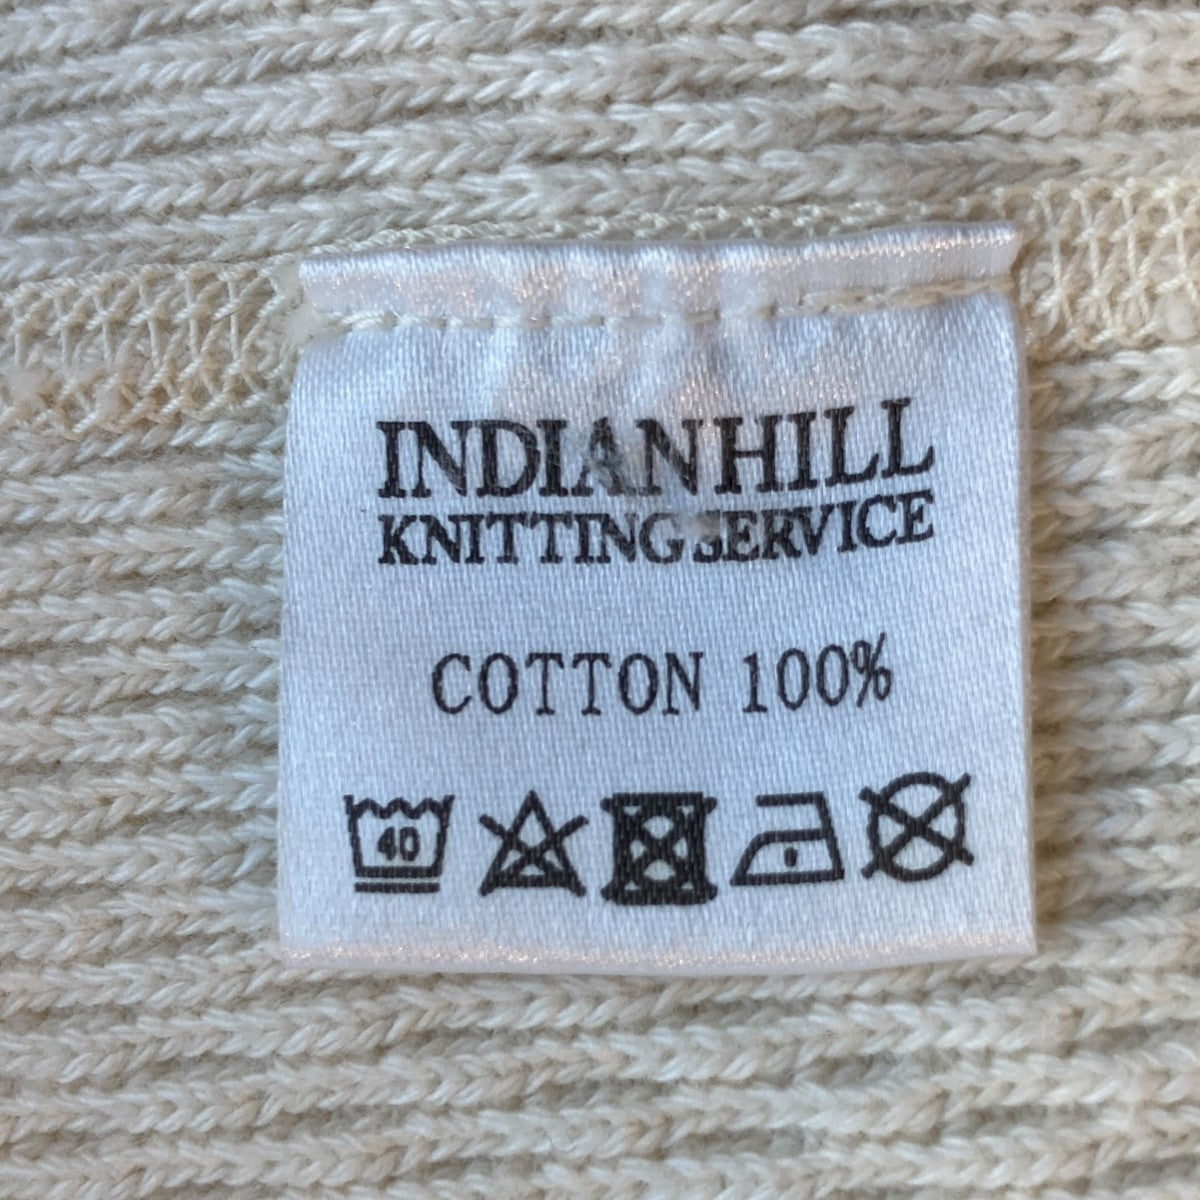 INDIANHILL
KNITTING SERVICE
COTTON 100%
40